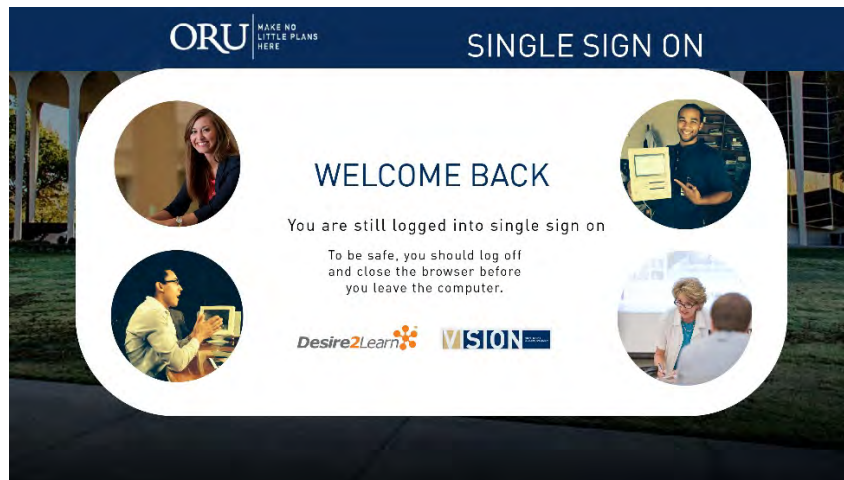 ORU
MAKE NO
LITTLE PLANS
HERE
SINGLE SIGN ON
WELCOME BACK
You are still logged into single sign on
To be safe, you should log off
and close the browser before
you leave the computer.
Desire2Learn
VISION